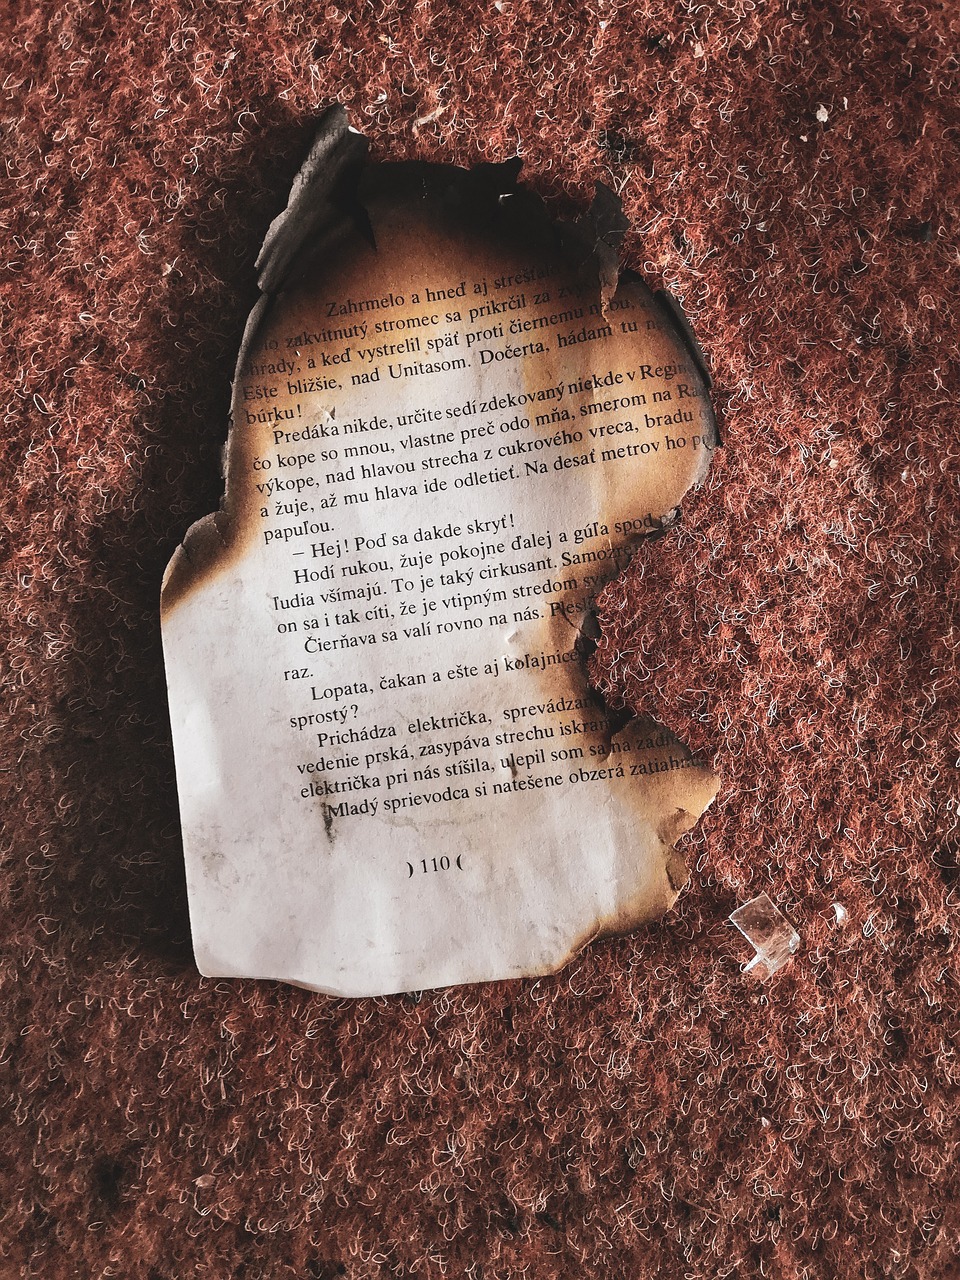 Zahrmelo a hneď aj
zakvitnutý stromec sa prikrčil za
hrady, a keď vystrelil späť proti čiernemu nebu,
Ešte bližšie, nad Unitasom. Dočerta, hádam tu
búrku!
Predáka nikde, určite sedí zdekovaný niekde v
čo kope so mnou, vlastne preč odo mňa, smerom na
výkope, nad hlavou strecha z cukrového vreca, bradu
a žuje, až mu hlava ide odletieť. Na desať metrov ho
papuľou.
– Hej! Poď sa dakde skryť!
Hodí rukou, žuje pokojne ďalej a gúľa spod
ľudia všímajú. To je taký cirkusant.
on sa i tak cíti, že je vtipným stredom
Čierňava sa valí rovno na nás.
raz.
Lopata, čakan a ešte aj koľajnice
sprostý?
Prichádza električka,
vedenie prská, zasypáva strechu
električka pri nás stíšila, ulepil som sa na
Mladý sprievodca si natešene obzerá
) 110 (